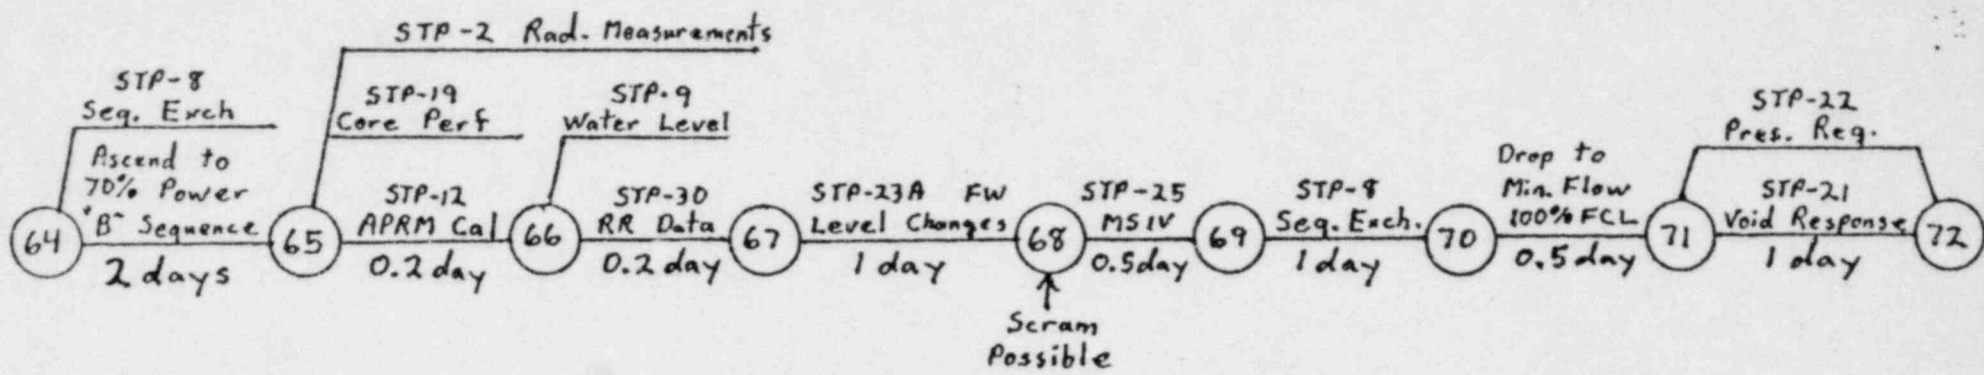 STP-2 Rad. Measurements
STP-8
Seq. Exch
STP-19
Core Perf
STP-9
Water Level
STP-22
Pres. Reg.
Ascend to
70% Power
"B" Sequence
STP-12
APRM Cal
STP-30
RR Data
STP-23A FW
Level Changes
STP-25
MSIV
STP-8
Seq. Exch.
Drop to
Min. Flow
100% FCL
STP-21
Void Response
64
65
66
67
68
69
70
71
72
2 days
0.2 day
0.2 day
1 day
0.5 day
1 day
0.5 day
1 day
Scram
Possible